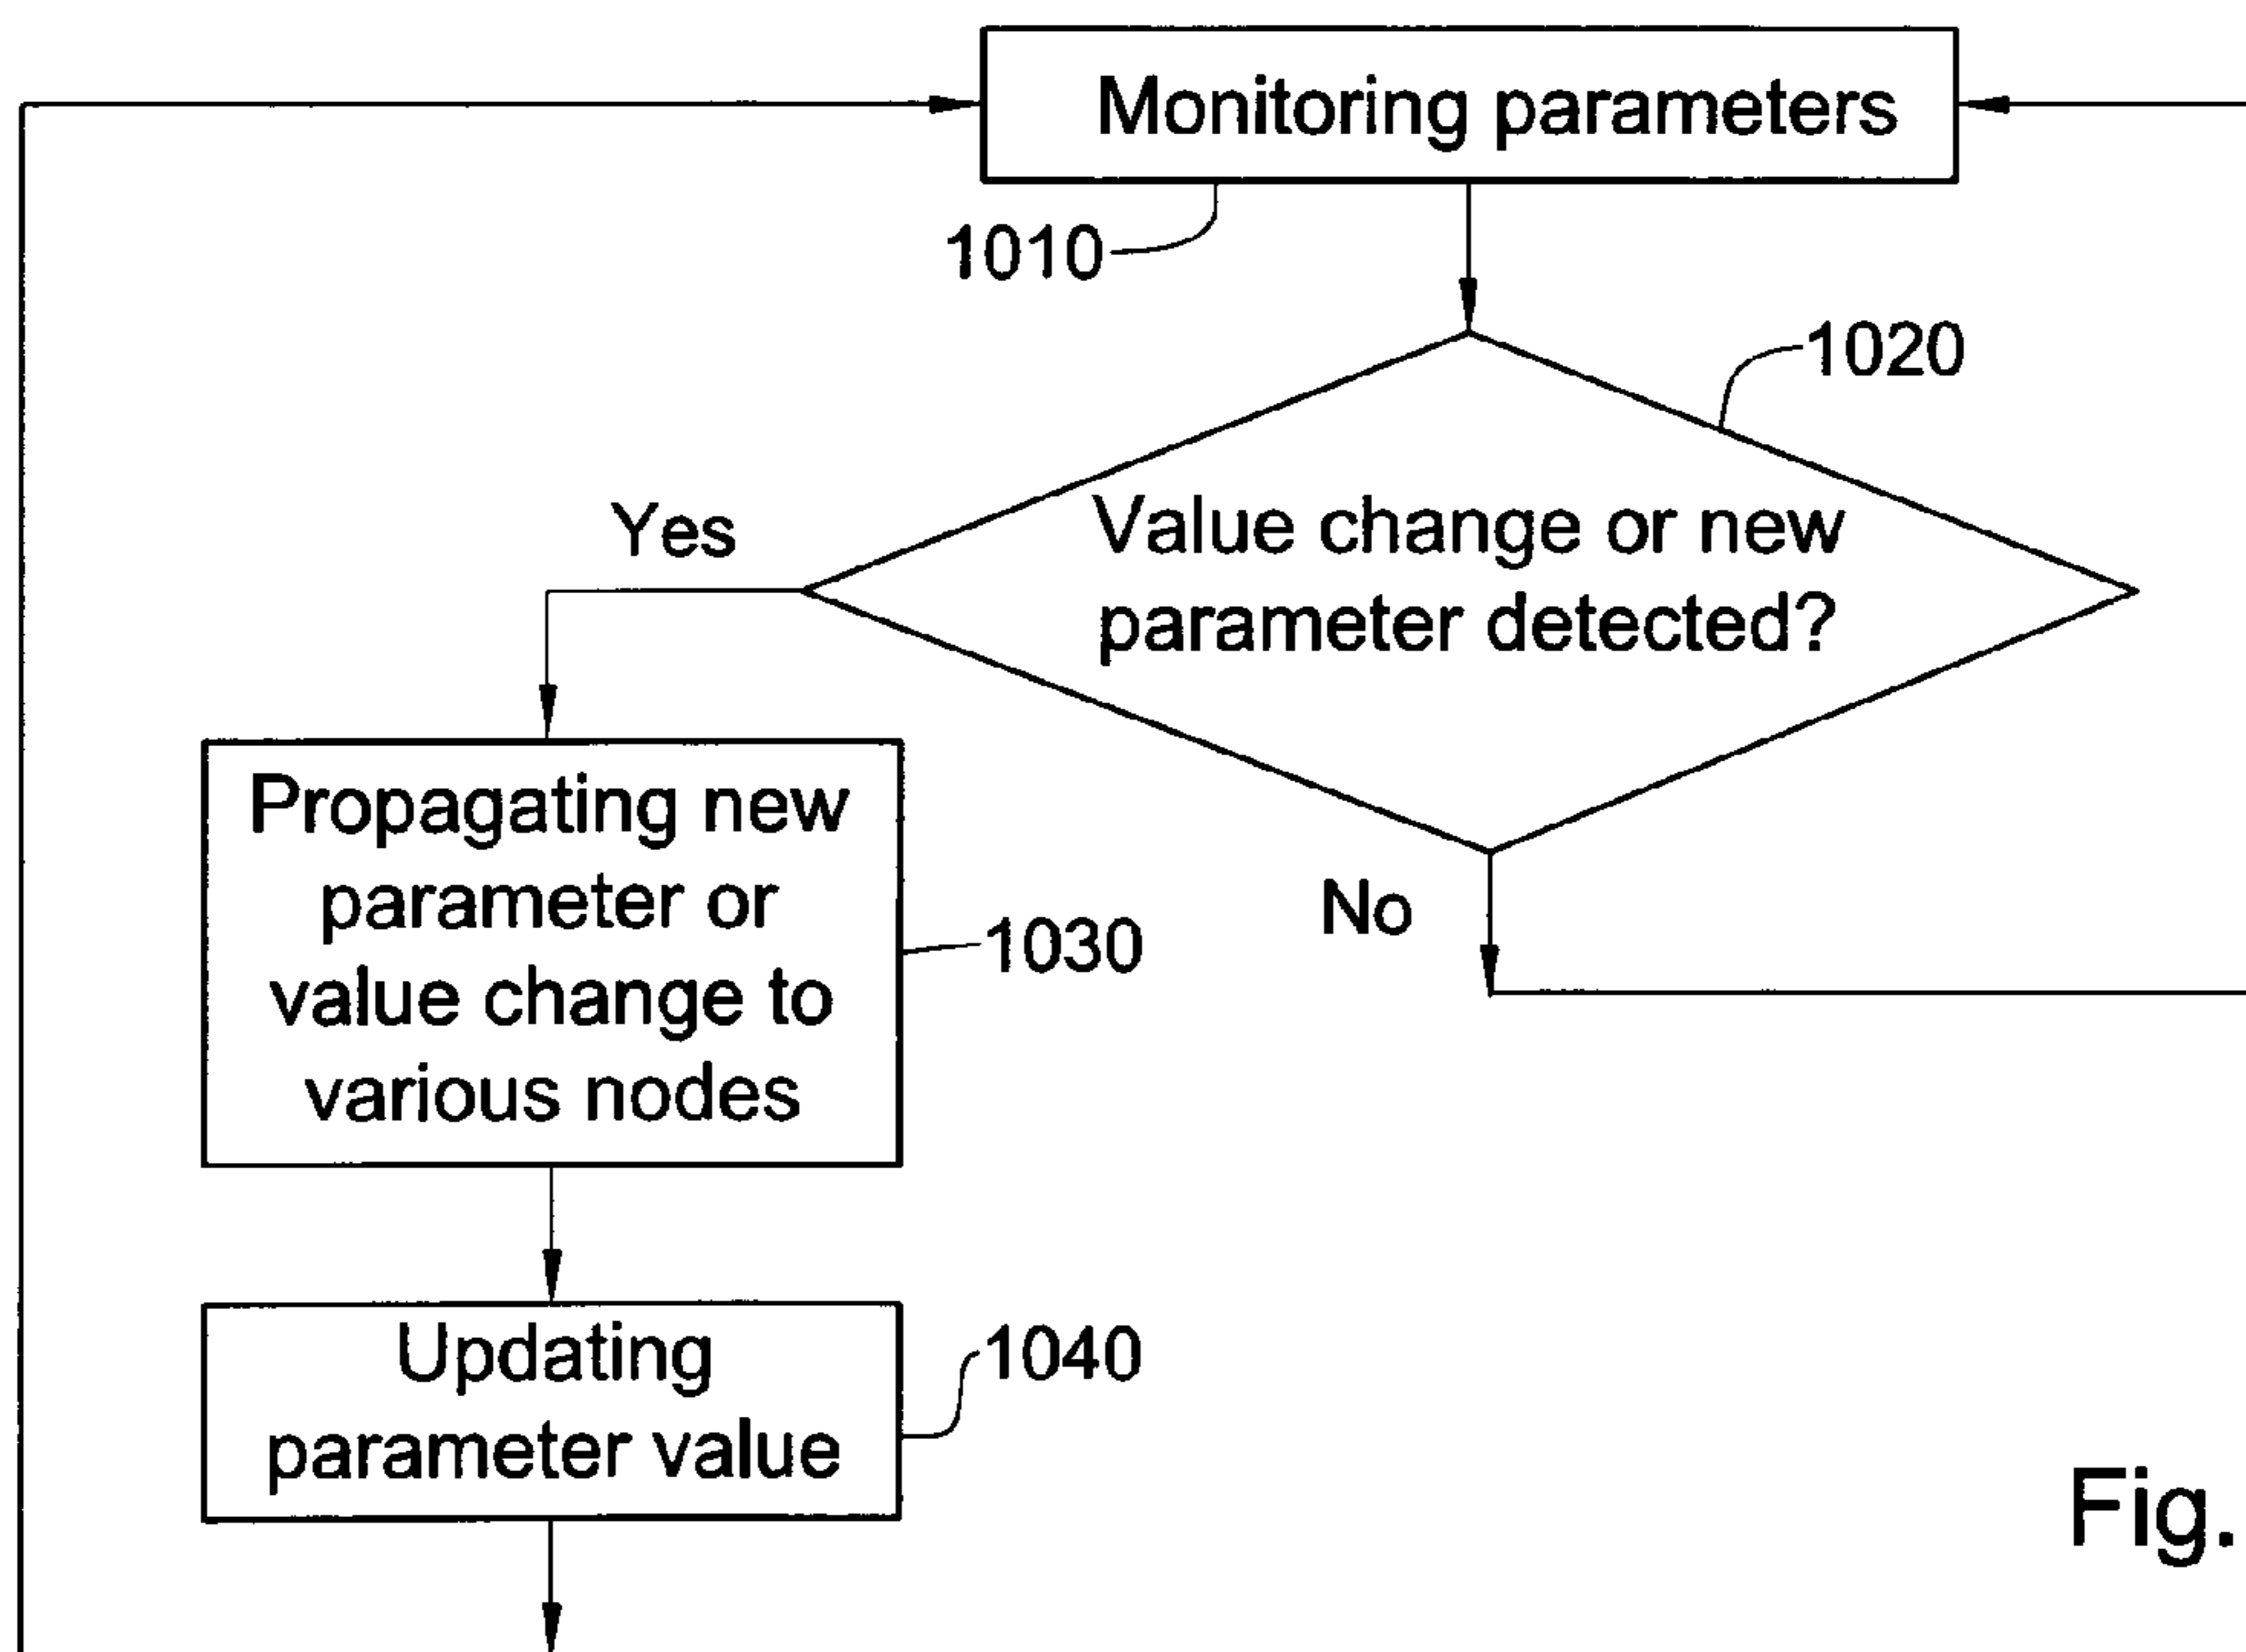 Monitoring parameters
1010
1020
Value change or new
parameter detected?
Yes
No
Propagating new
parameter or
value change to
various nodes
1030
Updating
parameter value
1040
Fig.